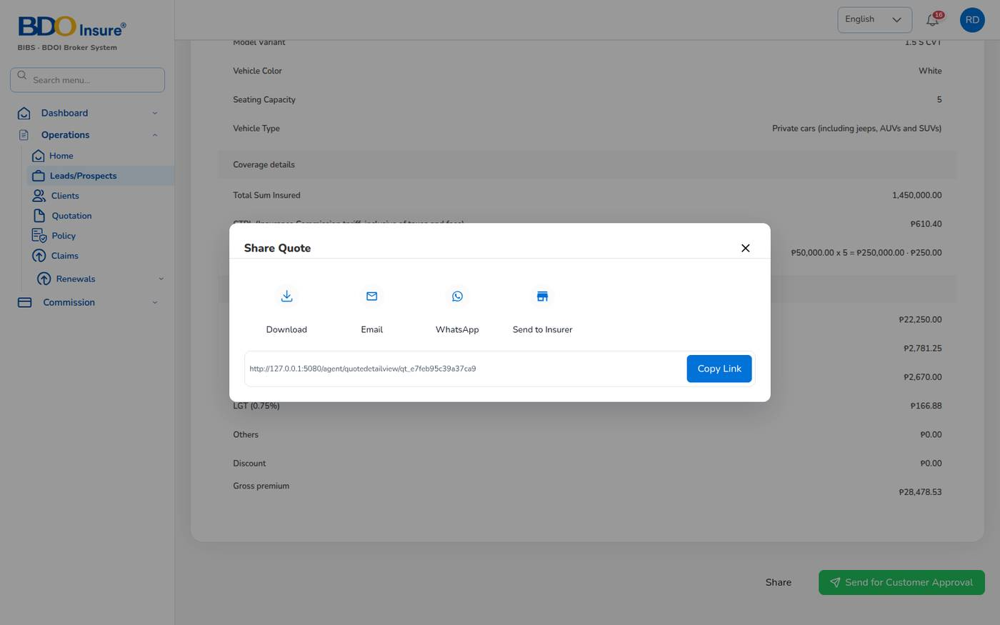 BDO Insure®
BIBS - BDOI Broker System
Search menu...
Dashboard
Operations
Home
Leads/Prospects
Clients
Quotation
Policy
Claims
Renewals
Commission
English
16
RD
Model Variant 1.5 S CVT
Vehicle Color White
Seating Capacity 5
Vehicle Type Private cars (including jeeps, AUVs and SUVs)
Coverage details
Total Sum Insured 1,450,000.00
CTPL (Insurance Commission tariff, inclusive of taxes and fees) ₱610.40
₱50,000.00 x 5 = ₱250,000.00 · ₱250.00
Share Quote
Download
Email
WhatsApp
Send to Insurer
http://127.0.0.1:5080/agent/quotedetailview/qt_e7feb95c39a37ca9
Copy Link
₱22,250.00
₱2,781.25
₱2,670.00
LGT (0.75%) ₱166.88
Others ₱0.00
Discount ₱0.00
Gross premium ₱28,478.53
Share
Send for Customer Approval